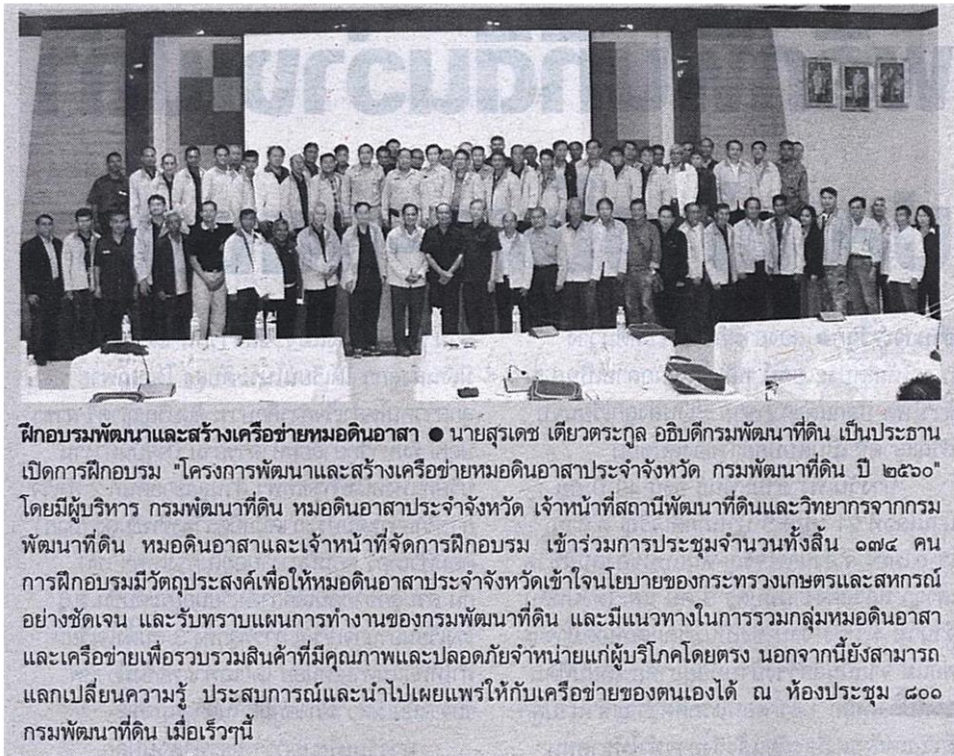 ฝึกอบรมพัฒนาและสร้างเครือข่ายหมอดินอาสา ● นายสุรเดช เตียวตระกูล อธิบดีกรมพัฒนาที่ดิน เป็นประธาน
เปิดการฝึกอบรม "โครงการพัฒนาและสร้างเครือข่ายหมอดินอาสาประจำจังหวัด กรมพัฒนาที่ดิน ปี ๒๕๖๐"
โดยมีผู้บริหาร กรมพัฒนาที่ดิน หมอดินอาสาประจำจังหวัด เจ้าหน้าที่สถานีพัฒนาที่ดินและวิทยากรจากกรม
พัฒนาที่ดิน หมอดินอาสาและเจ้าหน้าที่จัดการฝึกอบรม เข้าร่วมการประชุมจำนวนทั้งสิ้น ๑๗๔ คน
การฝึกอบรมมีวัตถุประสงค์เพื่อให้หมอดินอาสาประจำจังหวัดเข้าใจนโยบายของกระทรวงเกษตรและสหกรณ์
อย่างชัดเจน และรับทราบแผนการทำงานของกรมพัฒนาที่ดิน และมีแนวทางในการรวมกลุ่มหมอดินอาสา
และเครือข่ายเพื่อรวบรวมสินค้าที่มีคุณภาพและปลอดภัยจำหน่ายแก่ผู้บริโภคโดยตรง นอกจากนี้ยังสามารถ
แลกเปลี่ยนความรู้ ประสบการณ์และนำไปเผยแพร่ให้กับเครือข่ายของตนเองได้ ณ ห้องประชุม ๘๐๑
กรมพัฒนาที่ดิน เมื่อเร็วๆนี้